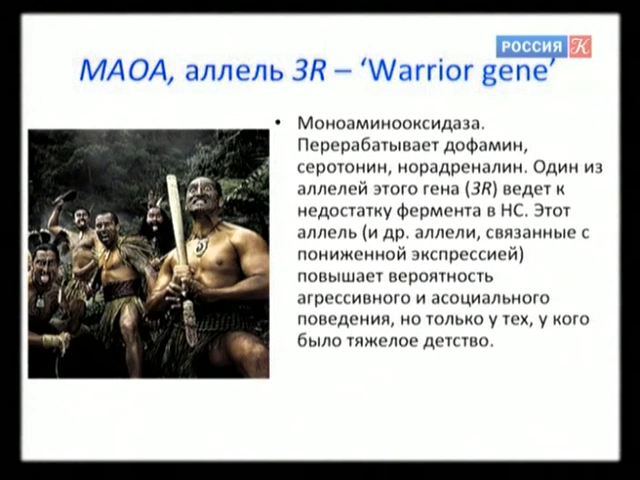 РОССИЯ К
MAOA, аллель 3R – ‘Warrior gene’
• Моноаминооксидаза.
Перерабатывает дофамин,
серотонин, норадреналин. Один из
аллелей этого гена (3R) ведет к
недостатку фермента в НС. Этот
аллель (и др. аллели, связанные с
пониженной экспрессией)
повышает вероятность
агрессивного и асоциального
поведения, но только у тех, у кого
было тяжелое детство.